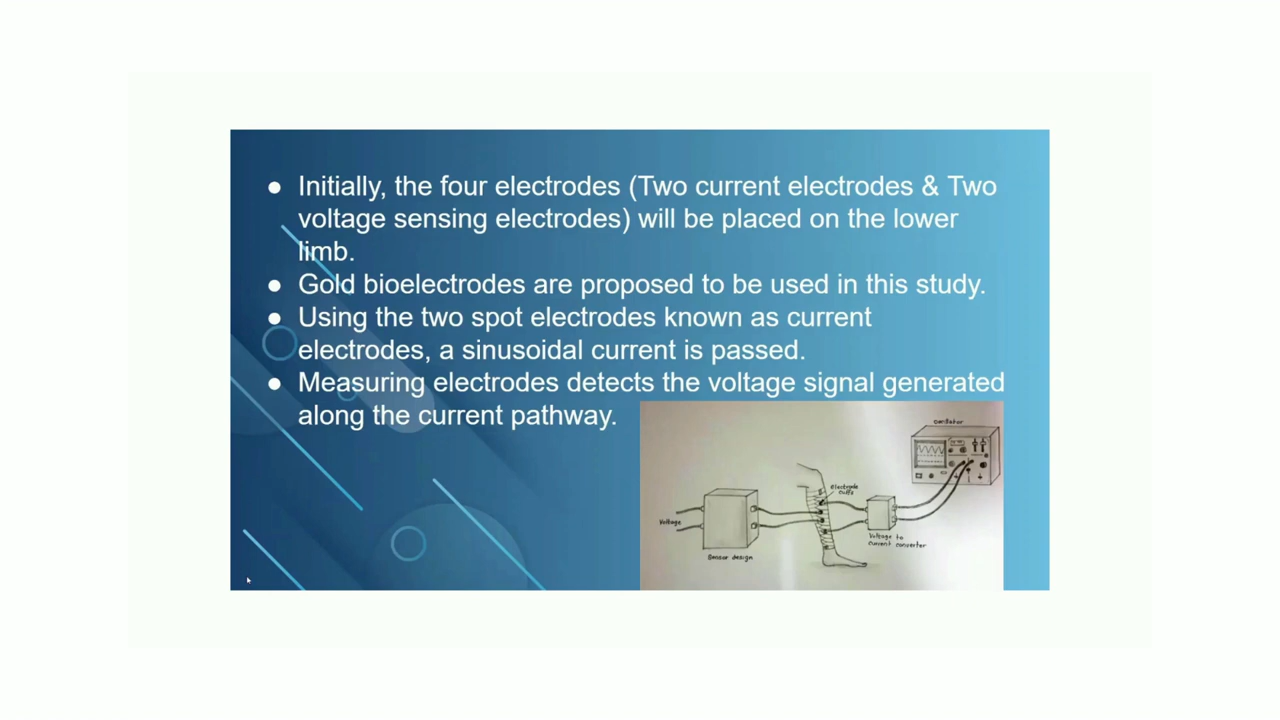 ● Initially, the four electrodes (Two current electrodes & Two
voltage sensing electrodes) will be placed on the lower
limb.
● Gold bioelectrodes are proposed to be used in this study.
● Using the two spot electrodes known as current
electrodes, a sinusoidal current is passed.
● Measuring electrodes detects the voltage signal generated
along the current pathway.
Oscillator
Electrode
Cuffs
Voltage
Voltage to
Current converter
Sensor design